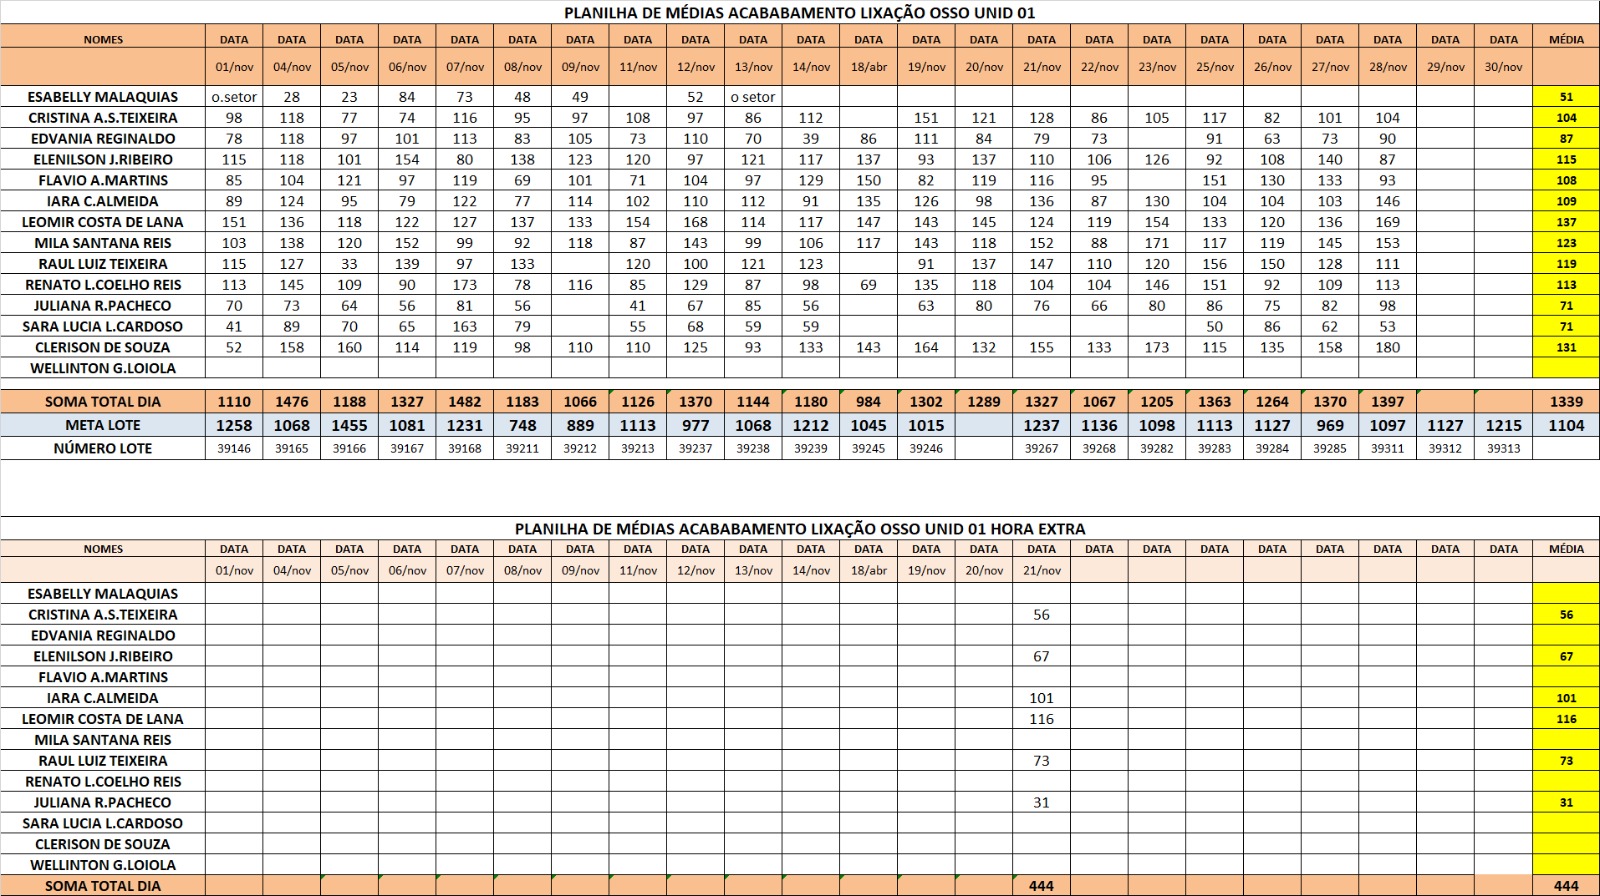 PLANILHA DE MÉDIAS ACABABAMENTO LIXAÇÃO OSSO UNID 01
NOMES DATA DATA DATA DATA DATA DATA DATA DATA DATA DATA DATA DATA DATA DATA DATA DATA DATA DATA DATA DATA DATA DATA DATA MÉDIA
01/nov 04/nov 05/nov 06/nov 07/nov 08/nov 09/nov 11/nov 12/nov 13/nov 14/nov 18/abr 19/nov 20/nov 21/nov 22/nov 23/nov 25/nov 26/nov 27/nov 28/nov 29/nov 30/nov
ESABELLY MALAQUIAS o.setor 28 23 84 73 48 49 52 o setor 51
CRISTINA A.S.TEIXEIRA 98 118 77 74 116 95 97 108 97 86 112 151 121 128 86 105 117 82 101 104 104
EDVANIA REGINALDO 78 118 97 101 113 83 105 73 110 70 39 86 111 84 79 73 91 63 73 90 87
ELENILSON J.RIBEIRO 115 118 101 154 80 138 123 120 97 121 117 137 93 137 110 106 126 92 108 140 87 115
FLAVIO A.MARTINS 85 104 121 97 119 69 101 71 104 97 129 150 82 119 116 95 151 130 133 93 108
IARA C.ALMEIDA 89 124 95 79 122 77 114 102 110 112 91 135 126 98 136 87 130 104 104 103 146 109
LEOMIR COSTA DE LANA 151 136 118 122 127 137 133 154 168 114 117 147 143 145 124 119 154 133 120 136 169 137
MILA SANTANA REIS 103 138 120 152 99 92 118 87 143 99 106 117 143 118 152 88 171 117 119 145 153 123
RAUL LUIZ TEIXEIRA 115 127 33 139 97 133 120 100 121 123 91 137 147 110 120 156 150 128 111 119
RENATO L.COELHO REIS 113 145 109 90 173 78 116 85 129 87 98 69 135 118 104 104 146 151 92 109 113 113
JULIANA R.PACHECO 70 73 64 56 81 56 41 67 85 56 63 80 76 66 80 86 75 82 98 71
SARA LUCIA L.CARDOSO 41 89 70 65 163 79 55 68 59 59 50 86 62 53 71
CLERISON DE SOUZA 52 158 160 114 119 98 110 110 125 93 133 143 164 132 155 133 173 115 135 158 180 131
WELLINTON G.LOIOLA
SOMA TOTAL DIA 1110 1476 1188 1327 1482 1183 1066 1126 1370 1144 1180 984 1302 1289 1327 1067 1205 1363 1264 1370 1397 1339
META LOTE 1258 1068 1455 1081 1231 748 889 1113 977 1068 1212 1045 1015 1237 1136 1098 1113 1127 969 1097 1127 1215 1104
NÚMERO LOTE 39146 39165 39166 39167 39168 39211 39212 39213 39237 39238 39239 39245 39246 39267 39268 39282 39283 39284 39285 39311 39312 39313
PLANILHA DE MÉDIAS ACABABAMENTO LIXAÇÃO OSSO UNID 01 HORA EXTRA
NOMES DATA DATA DATA DATA DATA DATA DATA DATA DATA DATA DATA DATA DATA DATA DATA DATA DATA DATA DATA DATA DATA DATA DATA MÉDIA
01/nov 04/nov 05/nov 06/nov 07/nov 08/nov 09/nov 11/nov 12/nov 13/nov 14/nov 18/abr 19/nov 20/nov 21/nov
ESABELLY MALAQUIAS
CRISTINA A.S.TEIXEIRA 56 56
EDVANIA REGINALDO
ELENILSON J.RIBEIRO 67 67
FLAVIO A.MARTINS
IARA C.ALMEIDA 101 101
LEOMIR COSTA DE LANA 116 116
MILA SANTANA REIS
RAUL LUIZ TEIXEIRA 73 73
RENATO L.COELHO REIS
JULIANA R.PACHECO 31 31
SARA LUCIA L.CARDOSO
CLERISON DE SOUZA
WELLINTON G.LOIOLA
SOMA TOTAL DIA 444 444